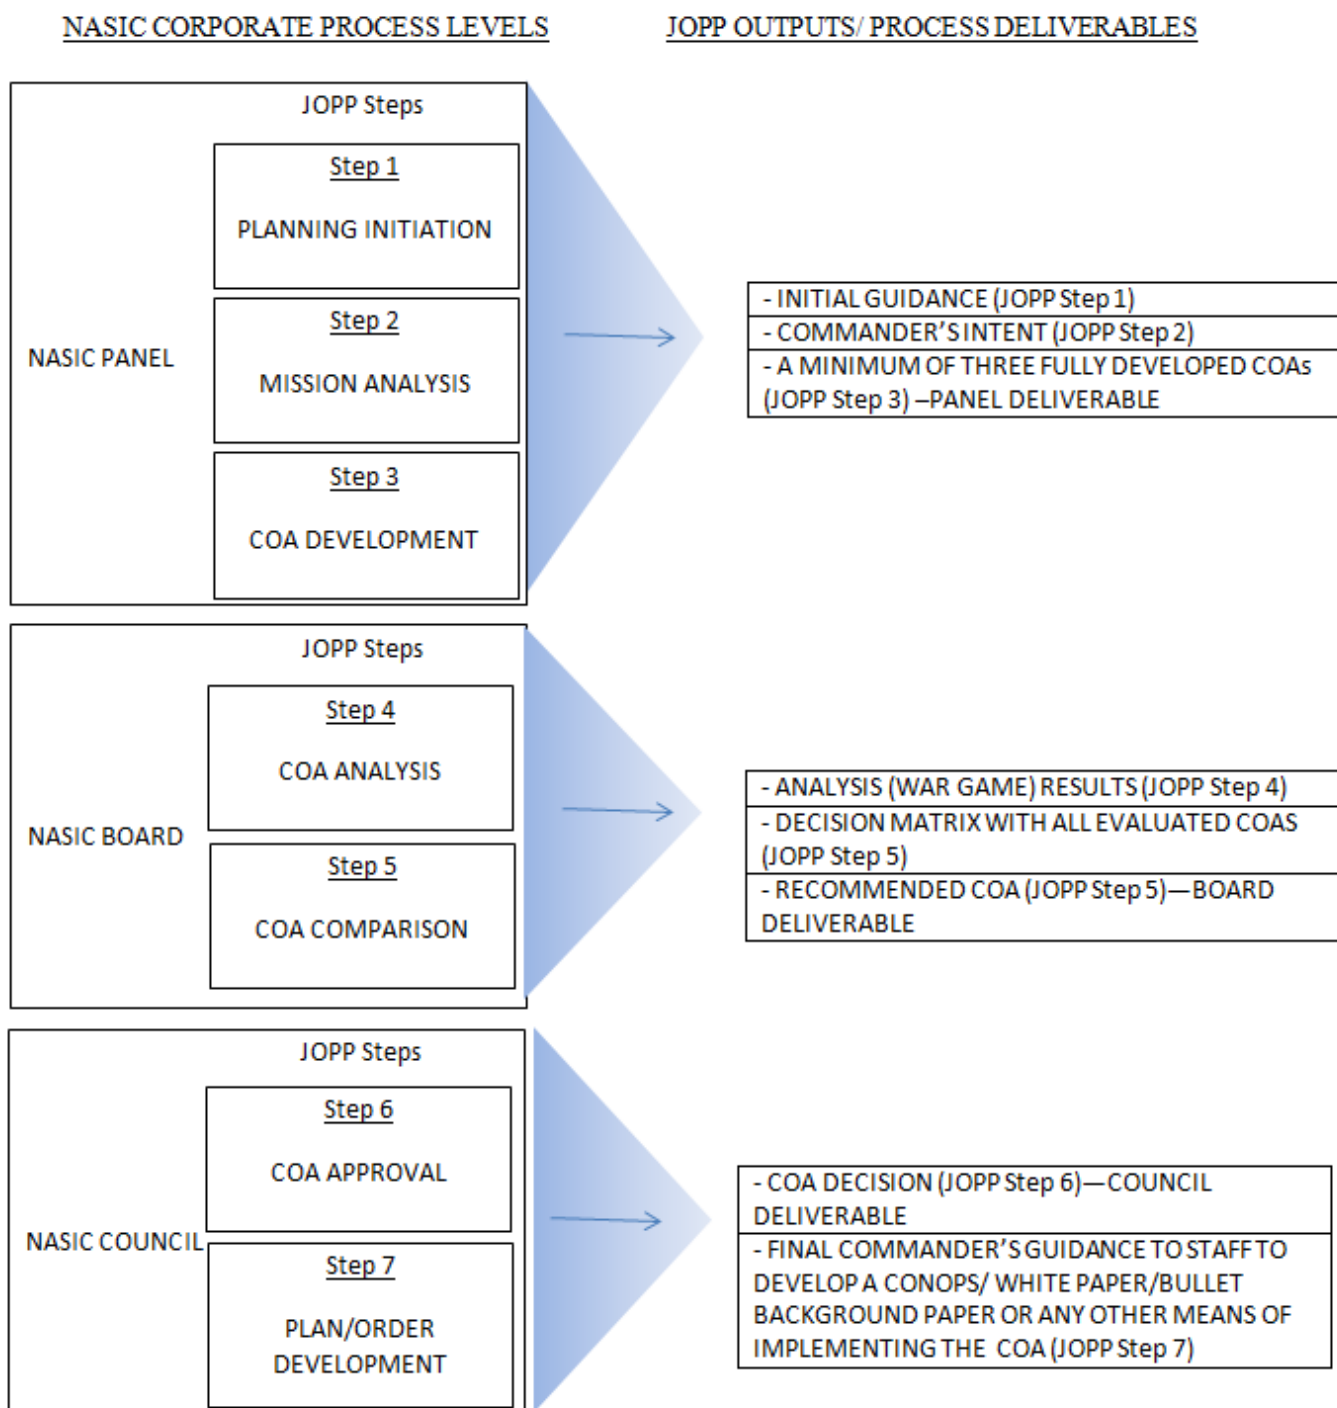 NASIC CORPORATE PROCESS LEVELS
JOPP OUTPUTS/ PROCESS DELIVERABLES
JOPP Steps
NASIC PANEL
Step 1
PLANNING INITIATION
Step 2
MISSION ANALYSIS
Step 3
COA DEVELOPMENT
- INITIAL GUIDANCE (JOPP Step 1)
- COMMANDER’S INTENT (JOPP Step 2)
- A MINIMUM OF THREE FULLY DEVELOPED COAs
(JOPP Step 3) –PANEL DELIVERABLE
JOPP Steps
NASIC BOARD
Step 4
COA ANALYSIS
Step 5
COA COMPARISON
- ANALYSIS (WAR GAME) RESULTS (JOPP Step 4)
- DECISION MATRIX WITH ALL EVALUATED COAS
(JOPP Step 5)
- RECOMMENDED COA (JOPP Step 5)—BOARD
DELIVERABLE
JOPP Steps
NASIC COUNCIL
Step 6
COA APPROVAL
Step 7
PLAN/ORDER
DEVELOPMENT
- COA DECISION (JOPP Step 6)—COUNCIL
DELIVERABLE
- FINAL COMMANDER’S GUIDANCE TO STAFF TO
DEVELOP A CONOPS/ WHITE PAPER/BULLET
BACKGROUND PAPER OR ANY OTHER MEANS OF
IMPLEMENTING THE COA (JOPP Step 7)